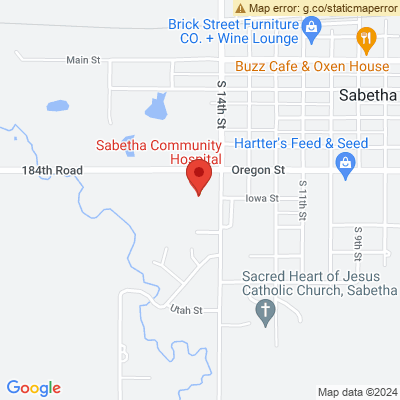 Map error: g.co/staticmaperror
Brick Street Furniture
CO. + Wine Lounge
Main St
Buzz Cafe & Oxen House
S 14th St
Sabetha
Sabetha Community
Hospital
Hartter's Feed & Seed
184th Road
Oregon St
Iowa St
S 11th St
S 9th St
Sacred Heart of Jesus
Catholic Church, Sabetha
Utah St
Google
Map data ©2024